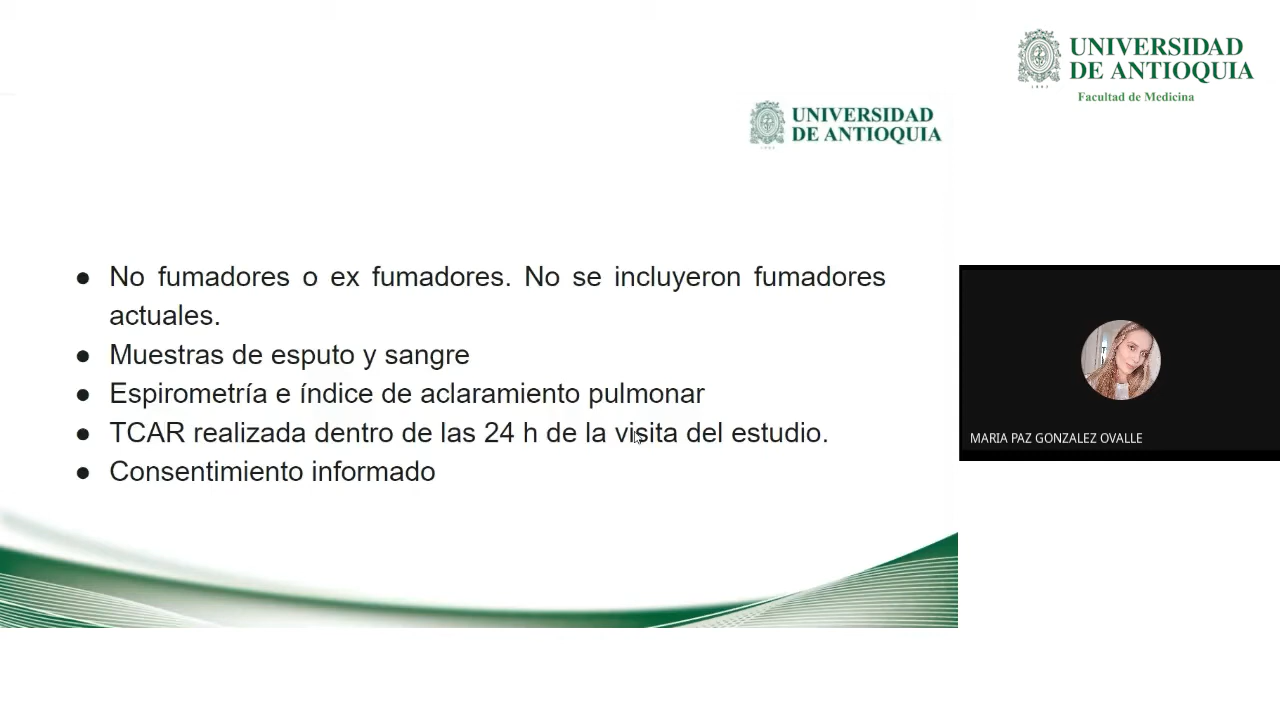 UNIVERSIDAD
DE ANTIOQUIA
Facultad de Medicina
UNIVERSIDAD
DE ANTIOQUIA
● No fumadores o ex fumadores. No se incluyeron fumadores
actuales.
● Muestras de esputo y sangre
● Espirometría e índice de aclaramiento pulmonar
● TCAR realizada dentro de las 24 h de la visita del estudio.
● Consentimiento informado
MARIA PAZ GONZALEZ OVALLE